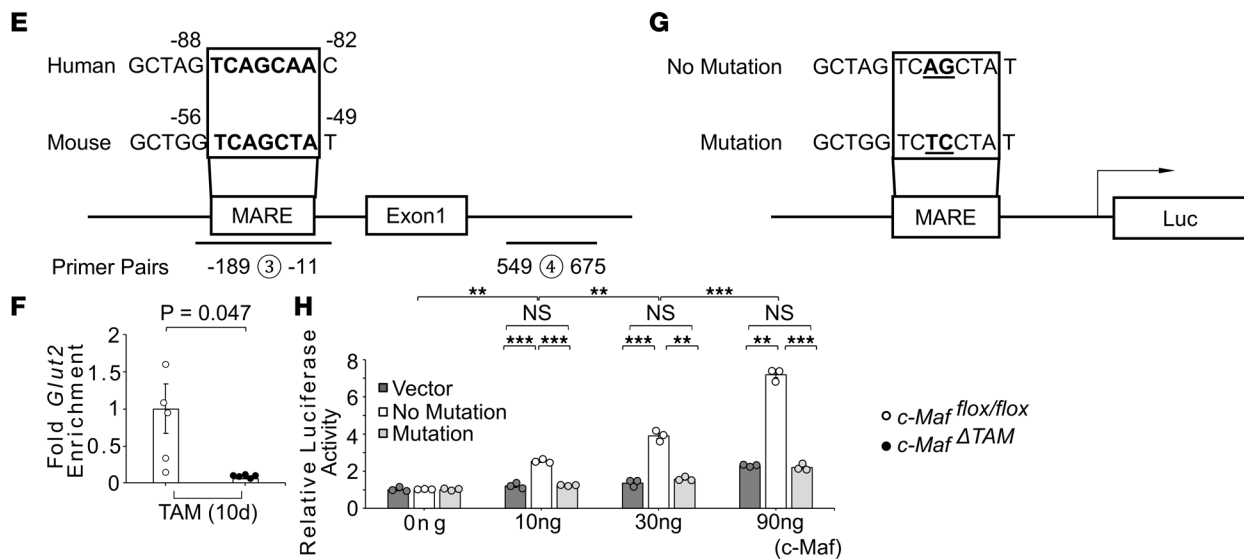 E
-88 -82
Human GCTAG TCAGCAA C
-56 -49
Mouse GCTGG TCAGCTA T
MARE Exon1
Primer Pairs -189 ③ -11 549 ④ 675
G
No Mutation GCTAG TCAGCTA T
Mutation GCTGG TCTCCTA T
MARE Luc
F
P = 0.047
Fold Glut2 Enrichment
2
1.5
1
0.5
0
TAM (10d)
H
** ** ***
NS NS NS
*** *** *** ** ** ***
Relative Luciferase Activity
8
6
4
2
0
Vector
No Mutation
Mutation
0ng 10ng 30ng 90ng
(c-Maf)
c-Maf flox/flox
c-Maf ΔTAM